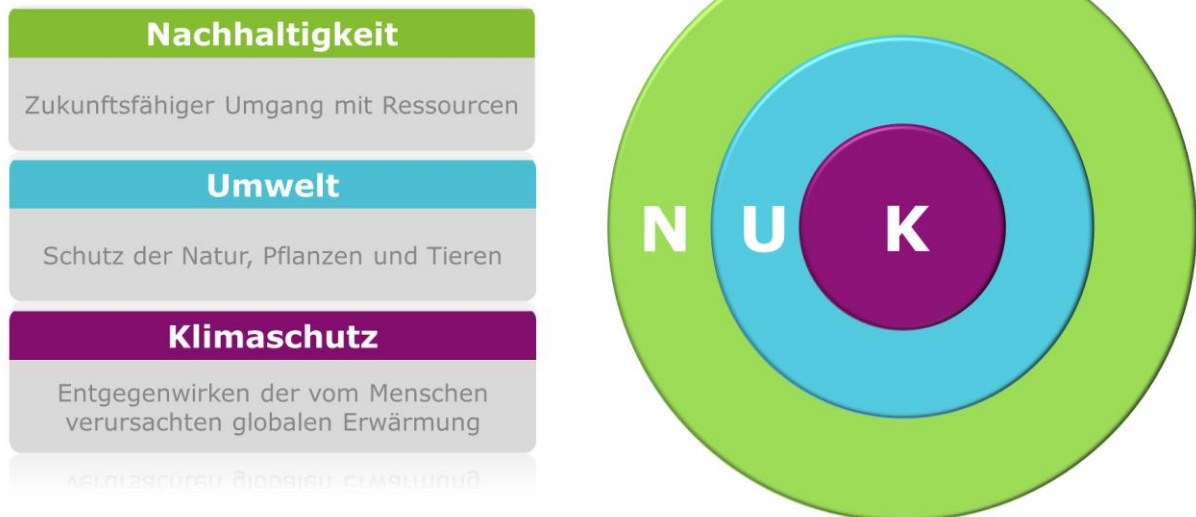 Nachhaltigkeit
Zukunftsfähiger Umgang mit Ressourcen
Umwelt
Schutz der Natur, Pflanzen und Tieren
Klimaschutz
Entgegenwirken der vom Menschen
verursachten globalen Erwärmung
N U K